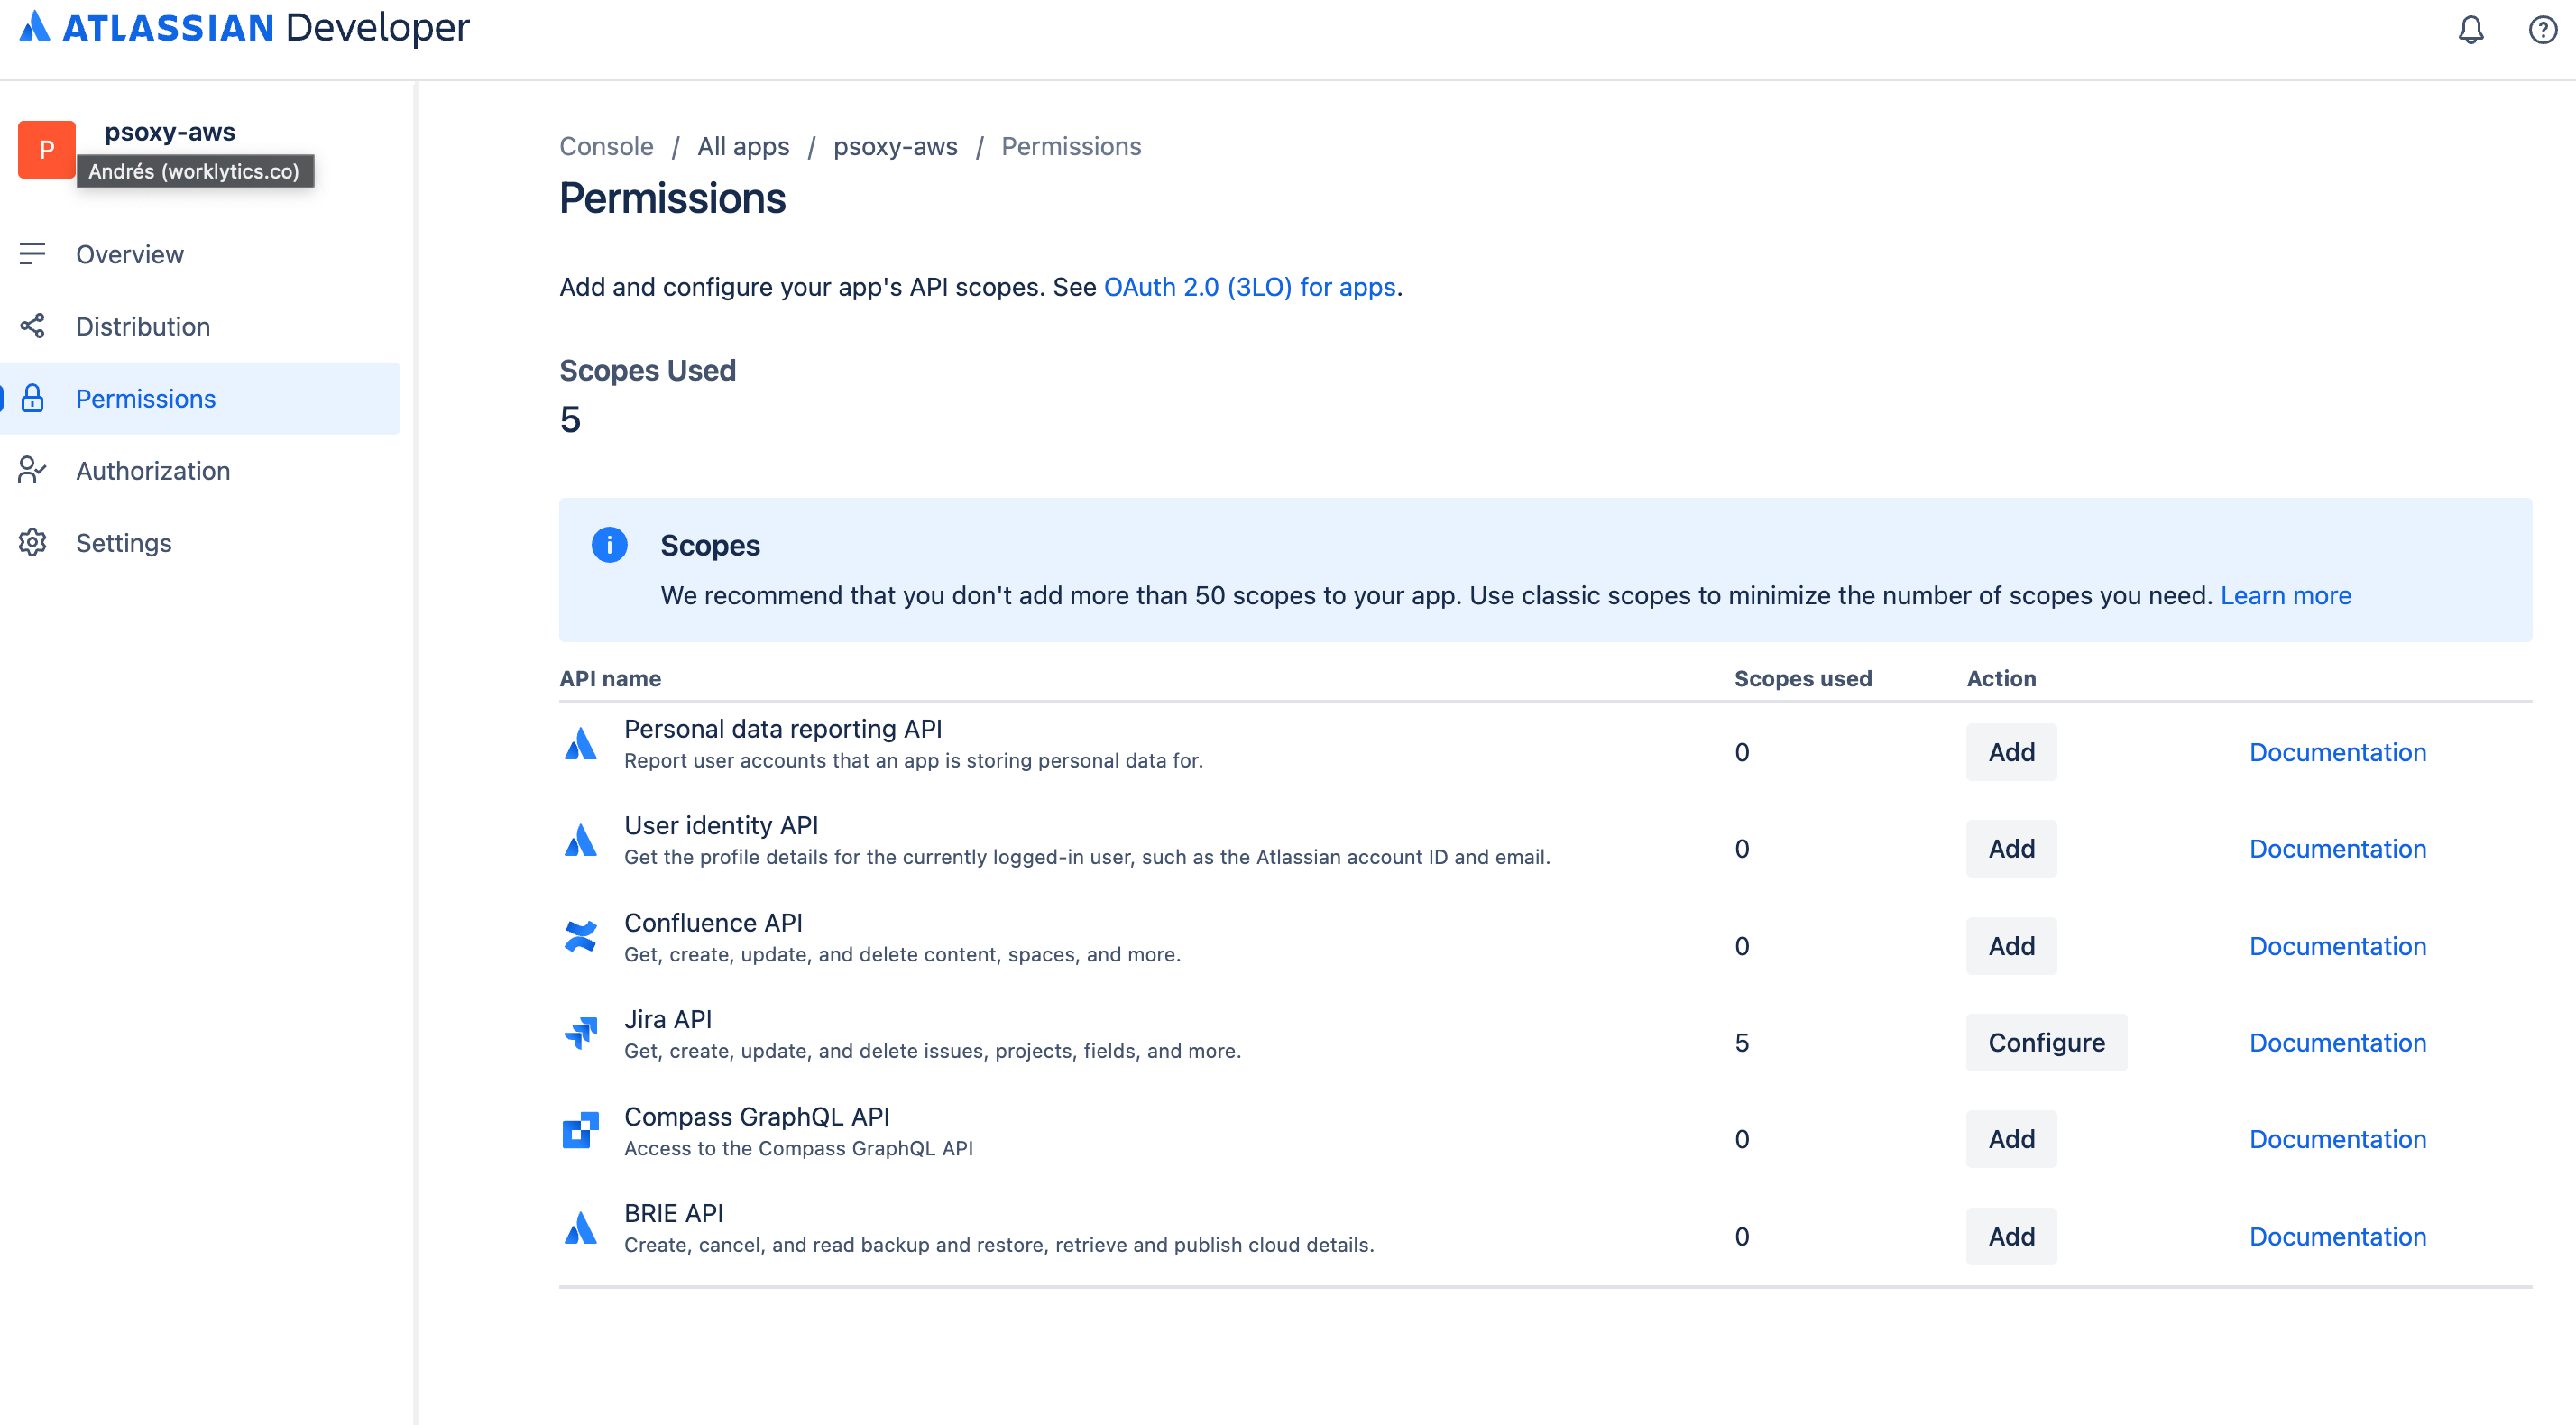 ATLASSIAN Developer
P
psoxy-aws
Andrés (worklytics.co)
Overview
Distribution
Permissions
Authorization
Settings
Console / All apps / psoxy-aws / Permissions
Permissions
Add and configure your app's API scopes. See OAuth 2.0 (3LO) for apps.
Scopes Used
5
Scopes
We recommend that you don't add more than 50 scopes to your app. Use classic scopes to minimize the number of scopes you need. Learn more
API name Scopes used Action
Personal data reporting API
Report user accounts that an app is storing personal data for.
0 Add Documentation
User identity API
Get the profile details for the currently logged-in user, such as the Atlassian account ID and email.
0 Add Documentation
Confluence API
Get, create, update, and delete content, spaces, and more.
0 Add Documentation
Jira API
Get, create, update, and delete issues, projects, fields, and more.
5 Configure Documentation
Compass GraphQL API
Access to the Compass GraphQL API
0 Add Documentation
BRIE API
Create, cancel, and read backup and restore, retrieve and publish cloud details.
0 Add Documentation